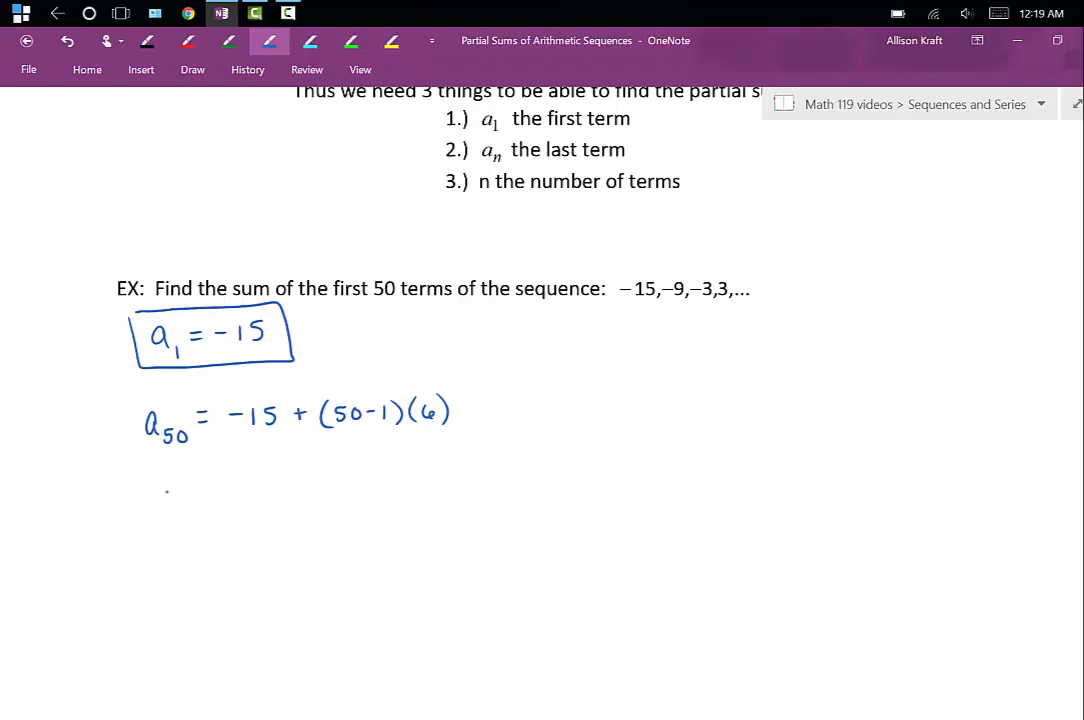 12:19 AM
Partial Sums of Arithmetic Sequences - OneNote
Allison Kraft
File Home Insert Draw History Review View
Thus we need 3 things to be able to find the partial su
Math 119 videos > Sequences and Series
1.) a₁ the first term
2.) aₙ the last term
3.) n the number of terms
EX: Find the sum of the first 50 terms of the sequence: −15,−9,−3,3,...
a₁ = -15
a₅₀ = -15 + (50-1)(6)